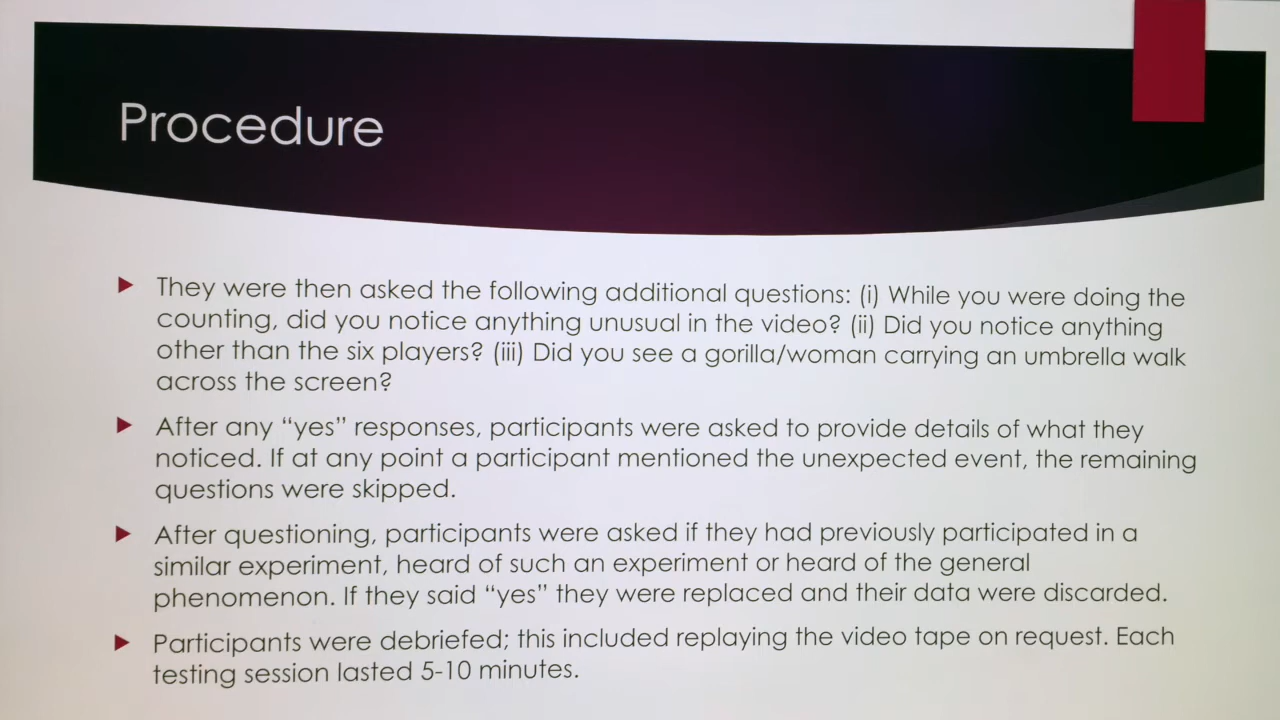 Procedure
They were then asked the following additional questions: (i) While you were doing the
counting, did you notice anything unusual in the video? (ii) Did you notice anything
other than the six players? (iii) Did you see a gorilla/woman carrying an umbrella walk
across the screen?
After any “yes” responses, participants were asked to provide details of what they
noticed. If at any point a participant mentioned the unexpected event, the remaining
questions were skipped.
After questioning, participants were asked if they had previously participated in a
similar experiment, heard of such an experiment or heard of the general
phenomenon. If they said “yes” they were replaced and their data were discarded.
Participants were debriefed; this included replaying the video tape on request. Each
testing session lasted 5-10 minutes.